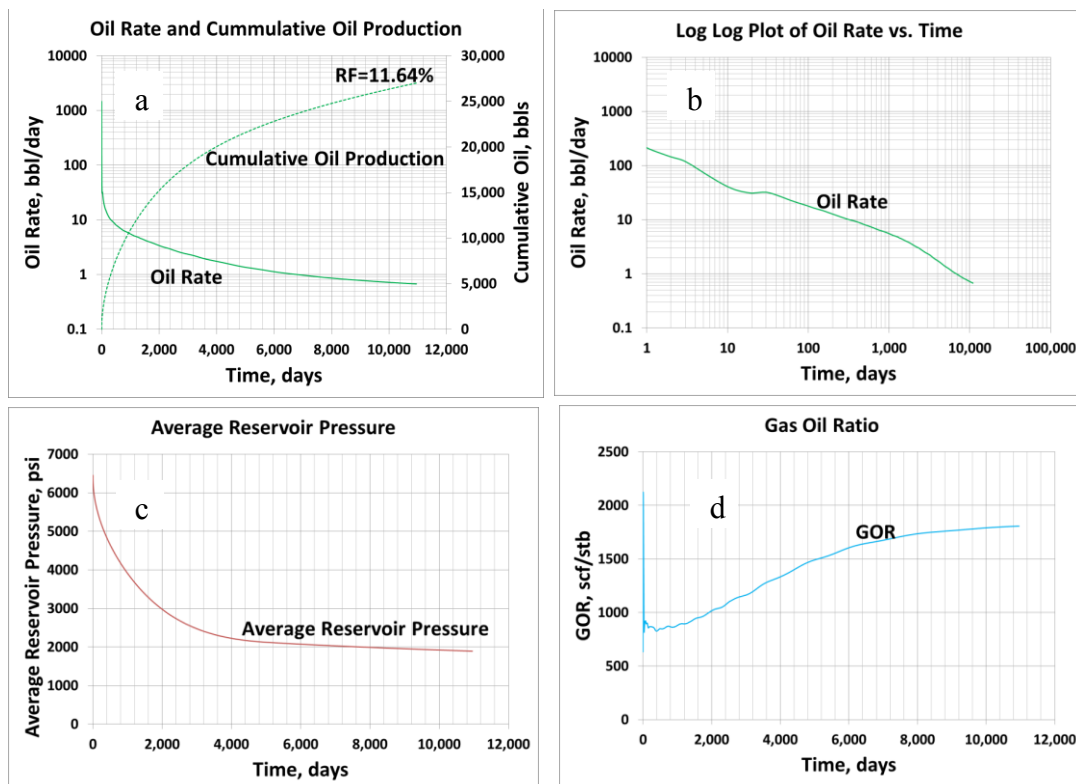 Oil Rate and Cummulative Oil Production
10000
1000
100
10
1
0.1
30,000
25,000
20,000
15,000
10,000
5,000
0
a
RF=11.64%
Cumulative Oil Production
Oil Rate
Oil Rate, bbl/day
Cumulative Oil, bbls
0 2,000 4,000 6,000 8,000 10,000 12,000
Time, days
Log Log Plot of Oil Rate vs. Time
10000
1000
100
10
1
0.1
b
Oil Rate
Oil Rate, bbl/day
1 10 100 1,000 10,000 100,000
Time, days
Average Reservoir Pressure
7000
6000
5000
4000
3000
2000
1000
0
c
Average Reservoir Pressure
Average Reservoir Pressure, psi
0 2,000 4,000 6,000 8,000 10,000 12,000
Time, days
Gas Oil Ratio
2500
2000
1500
1000
500
0
d
GOR
GOR, scf/stb
0 2,000 4,000 6,000 8,000 10,000 12,000
Time, days